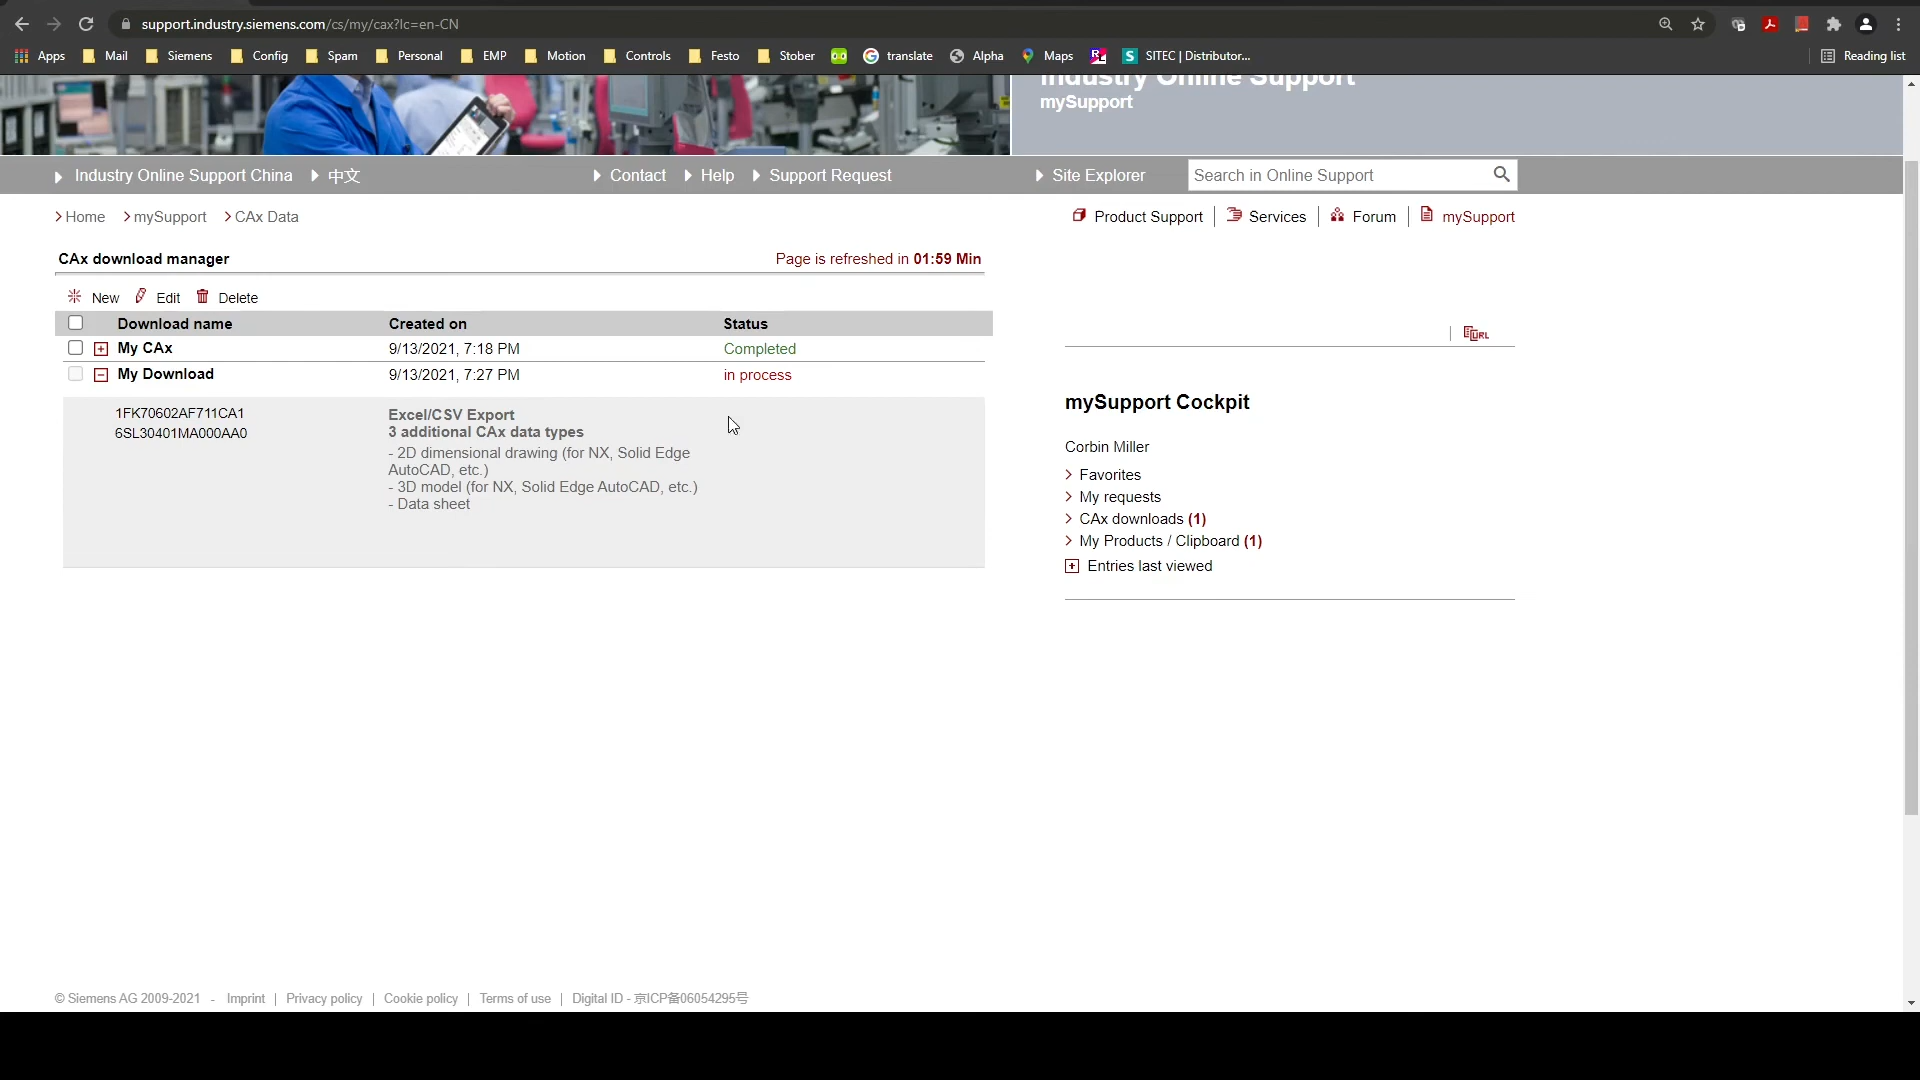 support.industry.siemens.com/cs/my/cax?lc=en-CN
Apps Mail Siemens Config Spam Personal EMP Motion Controls Festo Stober translate Alpha Maps SITEC | Distributor... Reading list
Industry Online Support
mySupport
Industry Online Support China 中文 Contact Help Support Request Site Explorer Search in Online Support
Home mySupport CAx Data Product Support Services Forum mySupport
CAx download manager Page is refreshed in 01:59 Min
New Edit Delete
Download name Created on Status
My CAx 9/13/2021, 7:18 PM Completed
My Download 9/13/2021, 7:27 PM in process
1FK70602AF711CA1
6SL30401MA000AA0
Excel/CSV Export
3 additional CAx data types
- 2D dimensional drawing (for NX, Solid Edge
AutoCAD, etc.)
- 3D model (for NX, Solid Edge AutoCAD, etc.)
- Data sheet
URL
mySupport Cockpit
Corbin Miller
Favorites
My requests
CAx downloads (1)
My Products / Clipboard (1)
Entries last viewed
© Siemens AG 2009-2021 - Imprint | Privacy policy | Cookie policy | Terms of use | Digital ID - 京ICP备06054295号